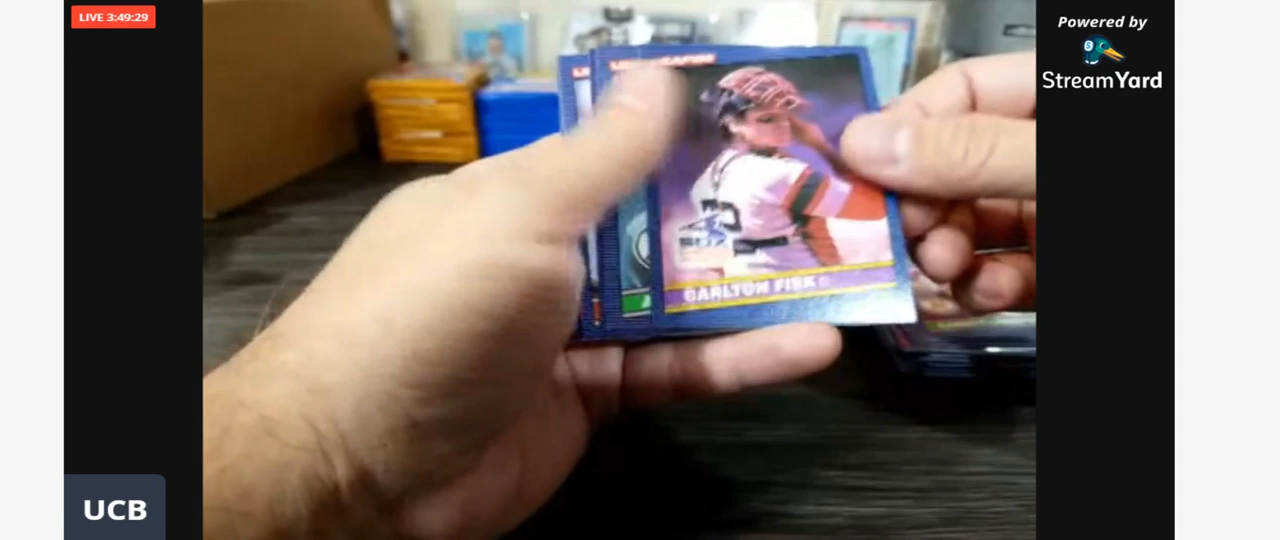 LIVE 3:49:29
Powered by
StreamYard
CARLTON FISK C
UCB